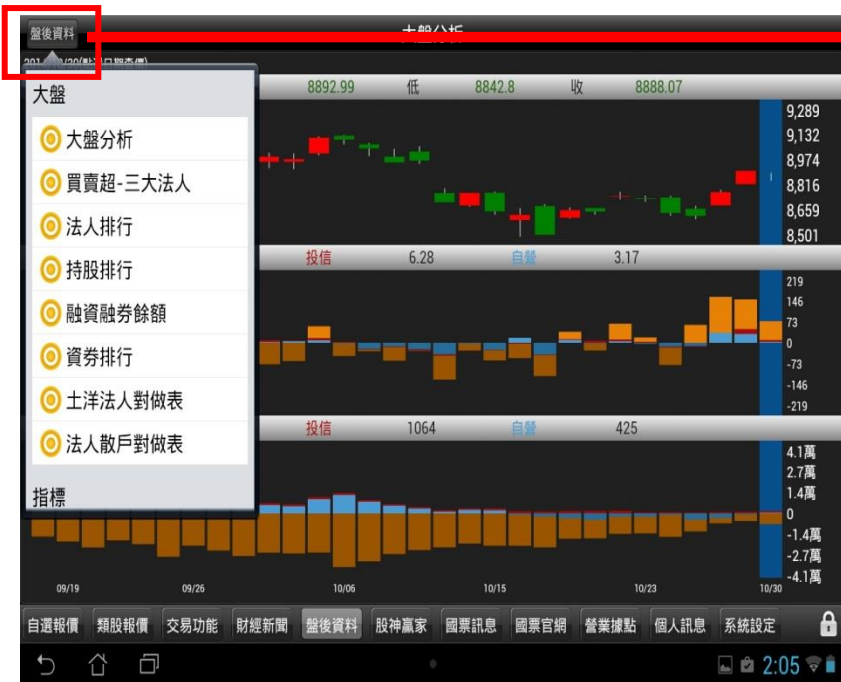 盤後資料
大盤分析
大盤
8892.99 低 8842.8 收 8888.07
大盤分析
買賣超-三大法人
法人排行
持股排行
融資融券餘額
資券排行
土洋法人對做表
法人散戶對做表
指標
9,289
9,132
8,974
8,816
8,659
8,501
投信 6.28 自營 3.17
219
146
73
0
-73
-146
-219
投信 1064 自營 425
4.1萬
2.7萬
1.4萬
0
-1.4萬
-2.7萬
-4.1萬
09/19 09/26 10/06 10/15 10/23 10/30
自選報價 類股報價 交易功能 財經新聞 盤後資料 股神贏家 國票訊息 國票官網 營業據點 個人訊息 系統設定
2:05